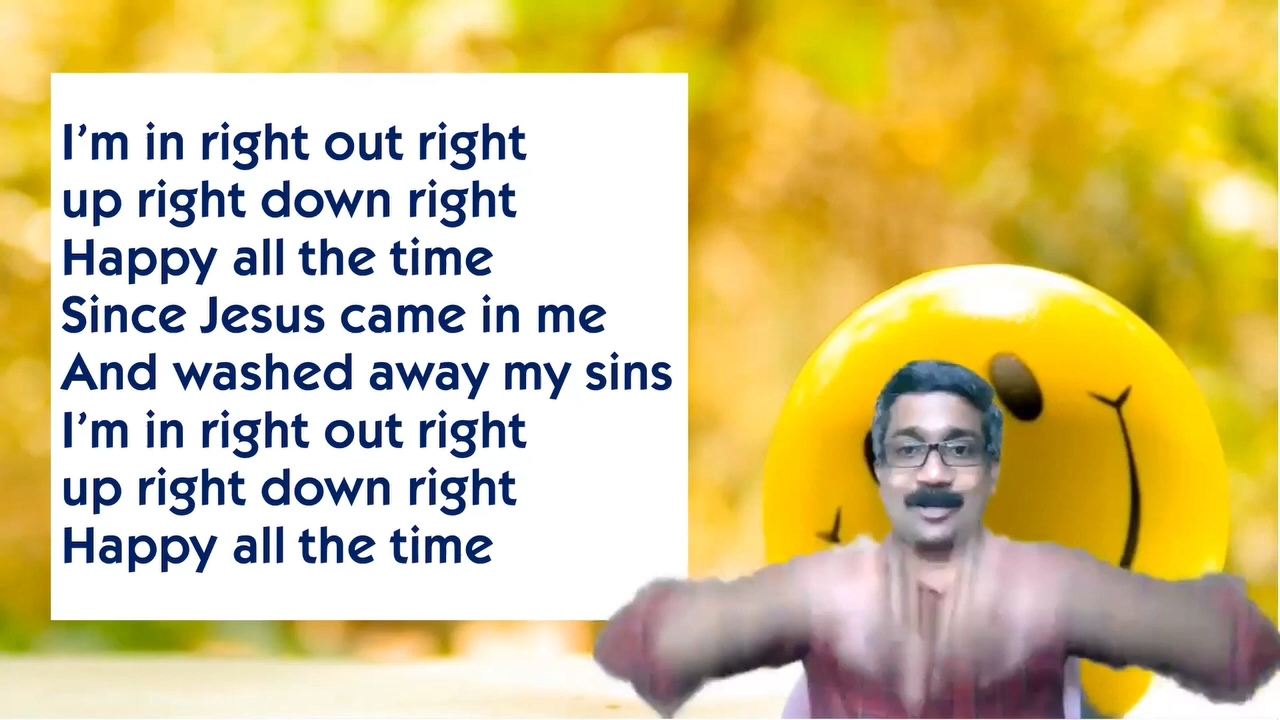 I’m in right out right
up right down right
Happy all the time
Since Jesus came in me
And washed away my sins
I’m in right out right
up right down right
Happy all the time